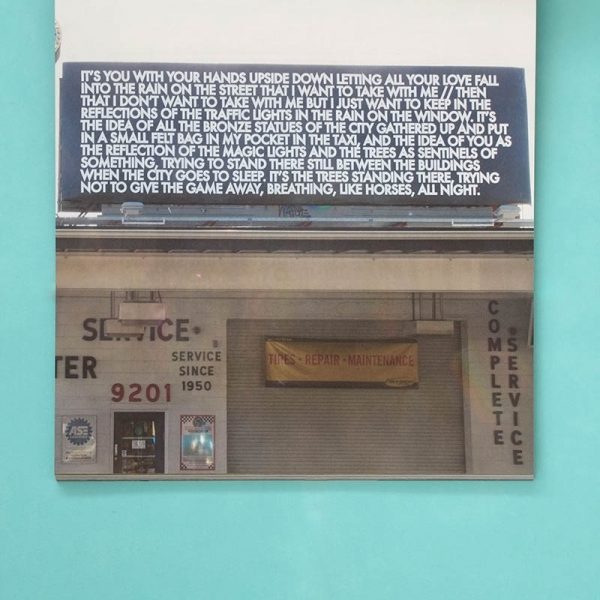 IT'S YOU WITH YOUR HANDS UPSIDE DOWN LETTING ALL YOUR LOVE FALL
INTO THE RAIN ON THE STREET THAT I WANT TO TAKE WITH ME // THEN
THAT I DON'T WANT TO TAKE WITH ME BUT I JUST WANT TO KEEP IN THE
REFLECTIONS OF THE TRAFFIC LIGHTS IN THE RAIN ON THE WINDOW. IT'S
THE IDEA OF ALL THE BRONZE STATUES OF THE CITY GATHERED UP AND PUT
IN A SMALL FELT BAG IN MY POCKET IN THE TAXI, AND THE IDEA OF YOU AS
THE REFLECTION OF THE MAGIC LIGHTS AND THE TREES AS SENTINELS OF
SOMETHING, TRYING TO STAND THERE STILL BETWEEN THE BUILDINGS
WHEN THE CITY GOES TO SLEEP. IT'S THE TREES STANDING THERE, TRYING
NOT TO GIVE THE GAME AWAY, BREATHING, LIKE HORSES, ALL NIGHT.
SERVICE
TER
SERVICE
SINCE
1950
9201
ASE
TIRES • REPAIR • MAINTENANCE
COMPLETE
SERVICE